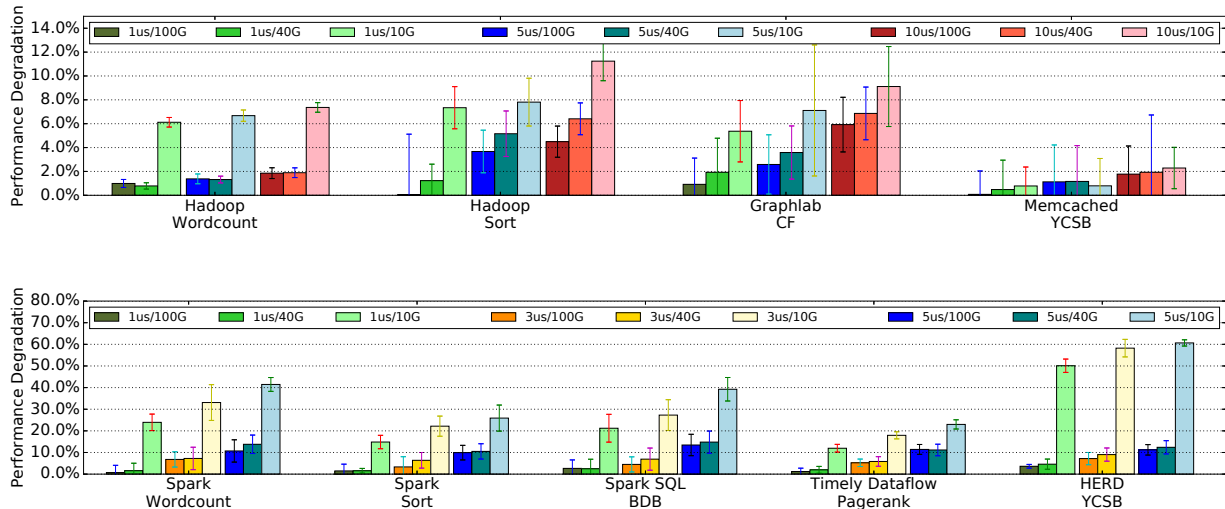 Performance Degradation
14.0%
12.0%
10.0%
8.0%
6.0%
4.0%
2.0%
0.0%
1us/100G 1us/40G 1us/10G 5us/100G 5us/40G 5us/10G 10us/100G 10us/40G 10us/10G
Hadoop Hadoop Graphlab Memcached
Wordcount Sort CF YCSB
Performance Degradation
80.0%
70.0%
60.0%
50.0%
40.0%
30.0%
20.0%
10.0%
0.0%
1us/100G 1us/40G 1us/10G 3us/100G 3us/40G 3us/10G 5us/100G 5us/40G 5us/10G
Spark Spark Spark SQL Timely Dataflow HERD
Wordcount Sort BDB Pagerank YCSB